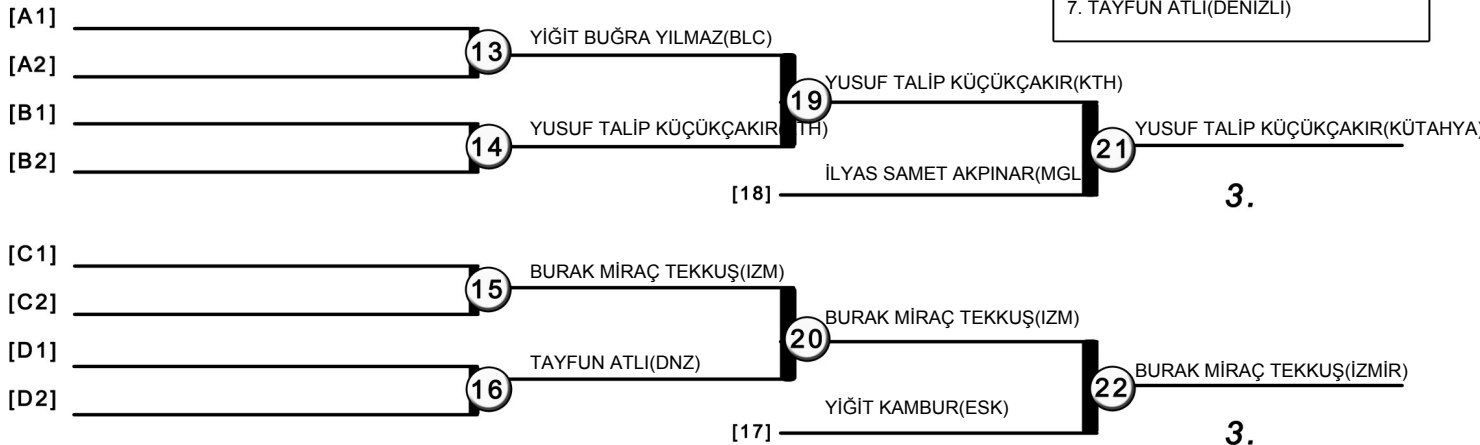 7. TAYFUN ATLI(DENİZLİ)
[A1]
13
YİĞİT BUĞRA YILMAZ(BLC)
[A2]
19
YUSUF TALİP KÜÇÜKÇAKIR(KTH)
[B1]
14
YUSUF TALİP KÜÇÜKÇAKIR(KTH)
[B2]
21
YUSUF TALİP KÜÇÜKÇAKIR(KÜTAHYA)
[18]
İLYAS SAMET AKPINAR(MGL
3.
[C1]
15
BURAK MİRAÇ TEKKUŞ(IZM)
[C2]
20
BURAK MİRAÇ TEKKUŞ(IZM)
[D1]
16
TAYFUN ATLI(DNZ)
[D2]
22
BURAK MİRAÇ TEKKUŞ(İZMİR)
YİĞİT KAMBUR(ESK)
[17]
3.